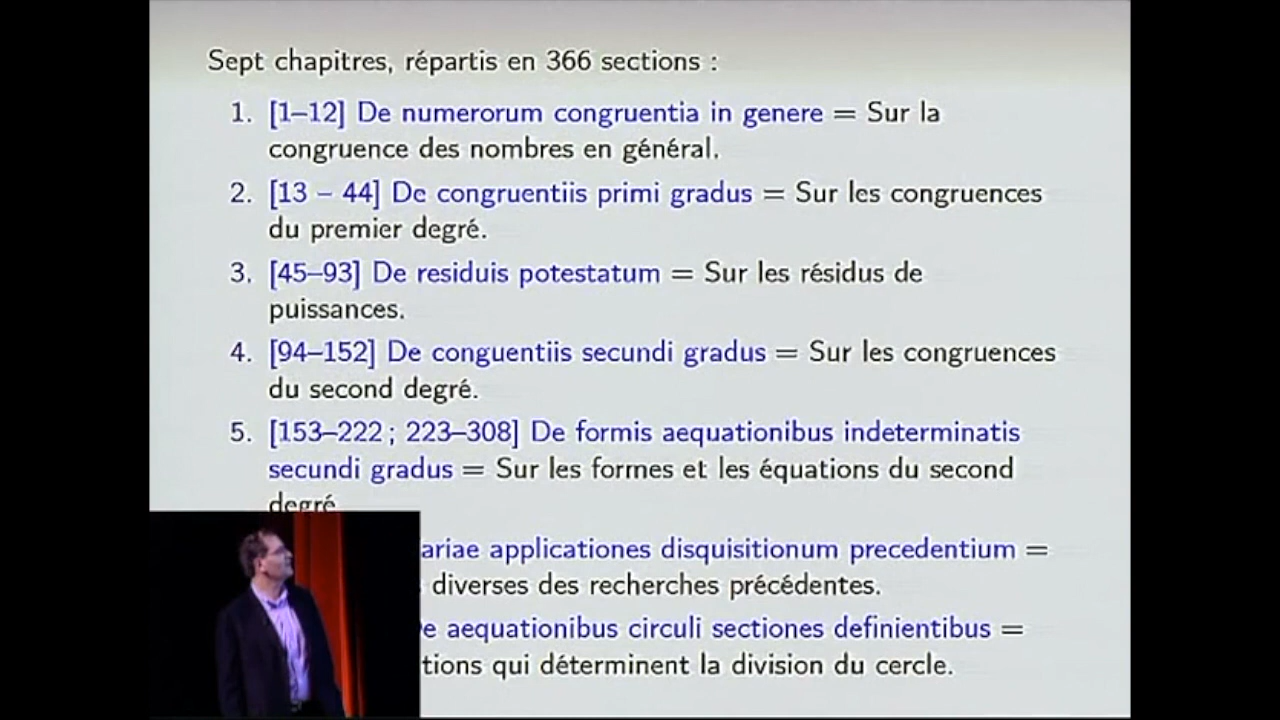 Sept chapitres, répartis en 366 sections :
1. [1–12] De numerorum congruentia in genere = Sur la
congruence des nombres en général.
2. [13 – 44] De congruentiis primi gradus = Sur les congruences
du premier degré.
3. [45–93] De residuis potestatum = Sur les résidus de
puissances.
4. [94–152] De conguentiis secundi gradus = Sur les congruences
du second degré.
5. [153–222 ; 223–308] De formis aequationibus indeterminatis
secundi gradus = Sur les formes et les équations du second
degré
ariae applicationes disquisitionum precedentium =
diverses des recherches précédentes.
e aequationibus circuli sectiones definientibus =
tions qui déterminent la division du cercle.